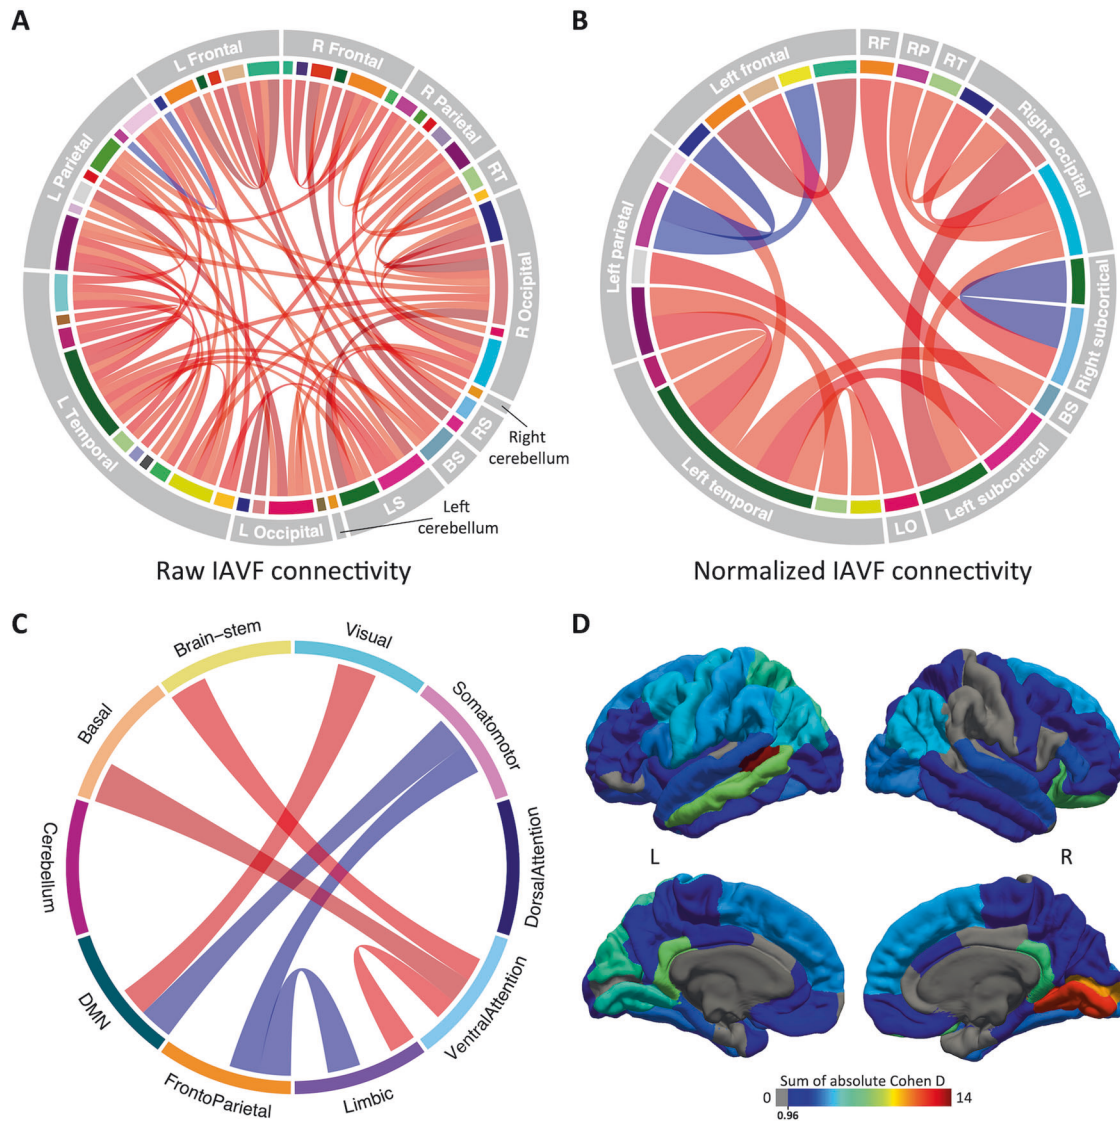 A
L Frontal
R Frontal
R Parietal
RT
R Occipital
RS
BS
LS
L Occipital
L Temporal
L Parietal
Right
cerebellum
Left
cerebellum
Raw IAVF connectivity
B
Left frontal
RF
RP
RT
Right occipital
Right subcortical
BS
Left subcortical
LO
Left temporal
Left parietal
Normalized IAVF connectivity
C
Brain-stem
Visual
Somatomotor
DorsalAttention
VentralAttention
Limbic
FrontoParietal
DMN
Cerebellum
Basal
D
L
R
Sum of absolute Cohen D
0
14
0.96